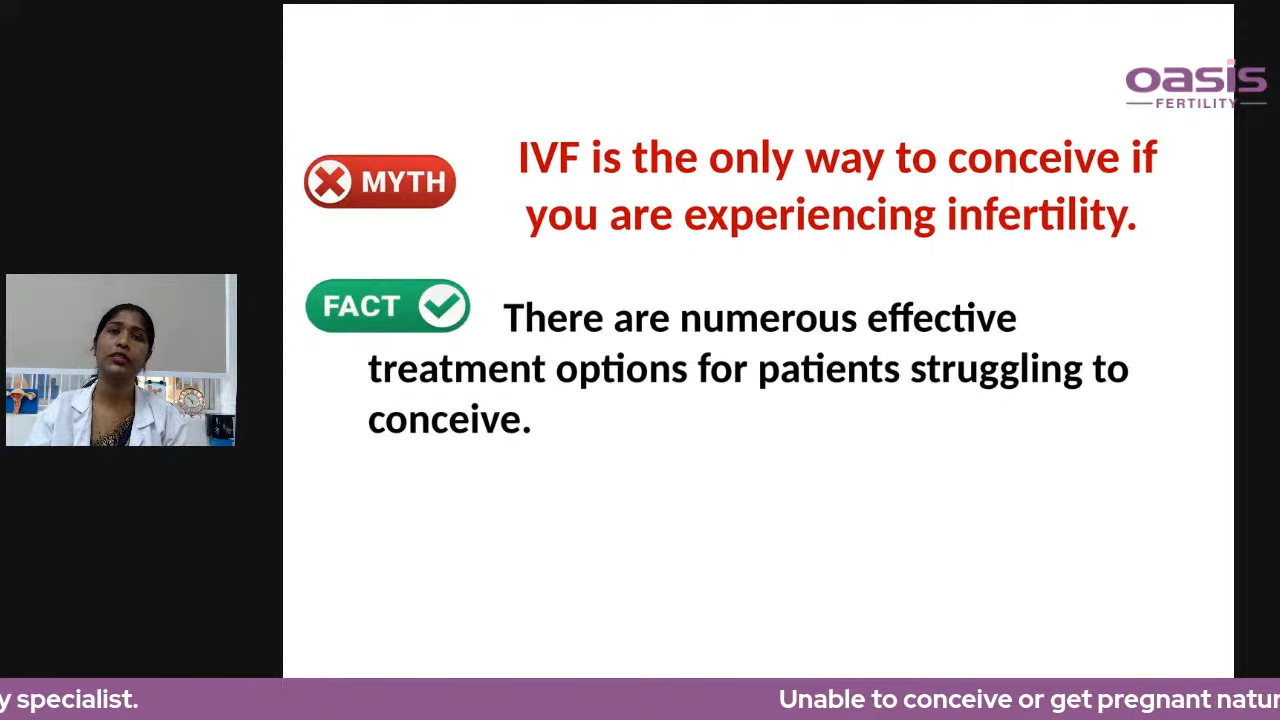 oasis
FERTILITY
MYTH
IVF is the only way to conceive if
you are experiencing infertility.
FACT
There are numerous effective
treatment options for patients struggling to
conceive.
y specialist.
Unable to conceive or get pregnant natur